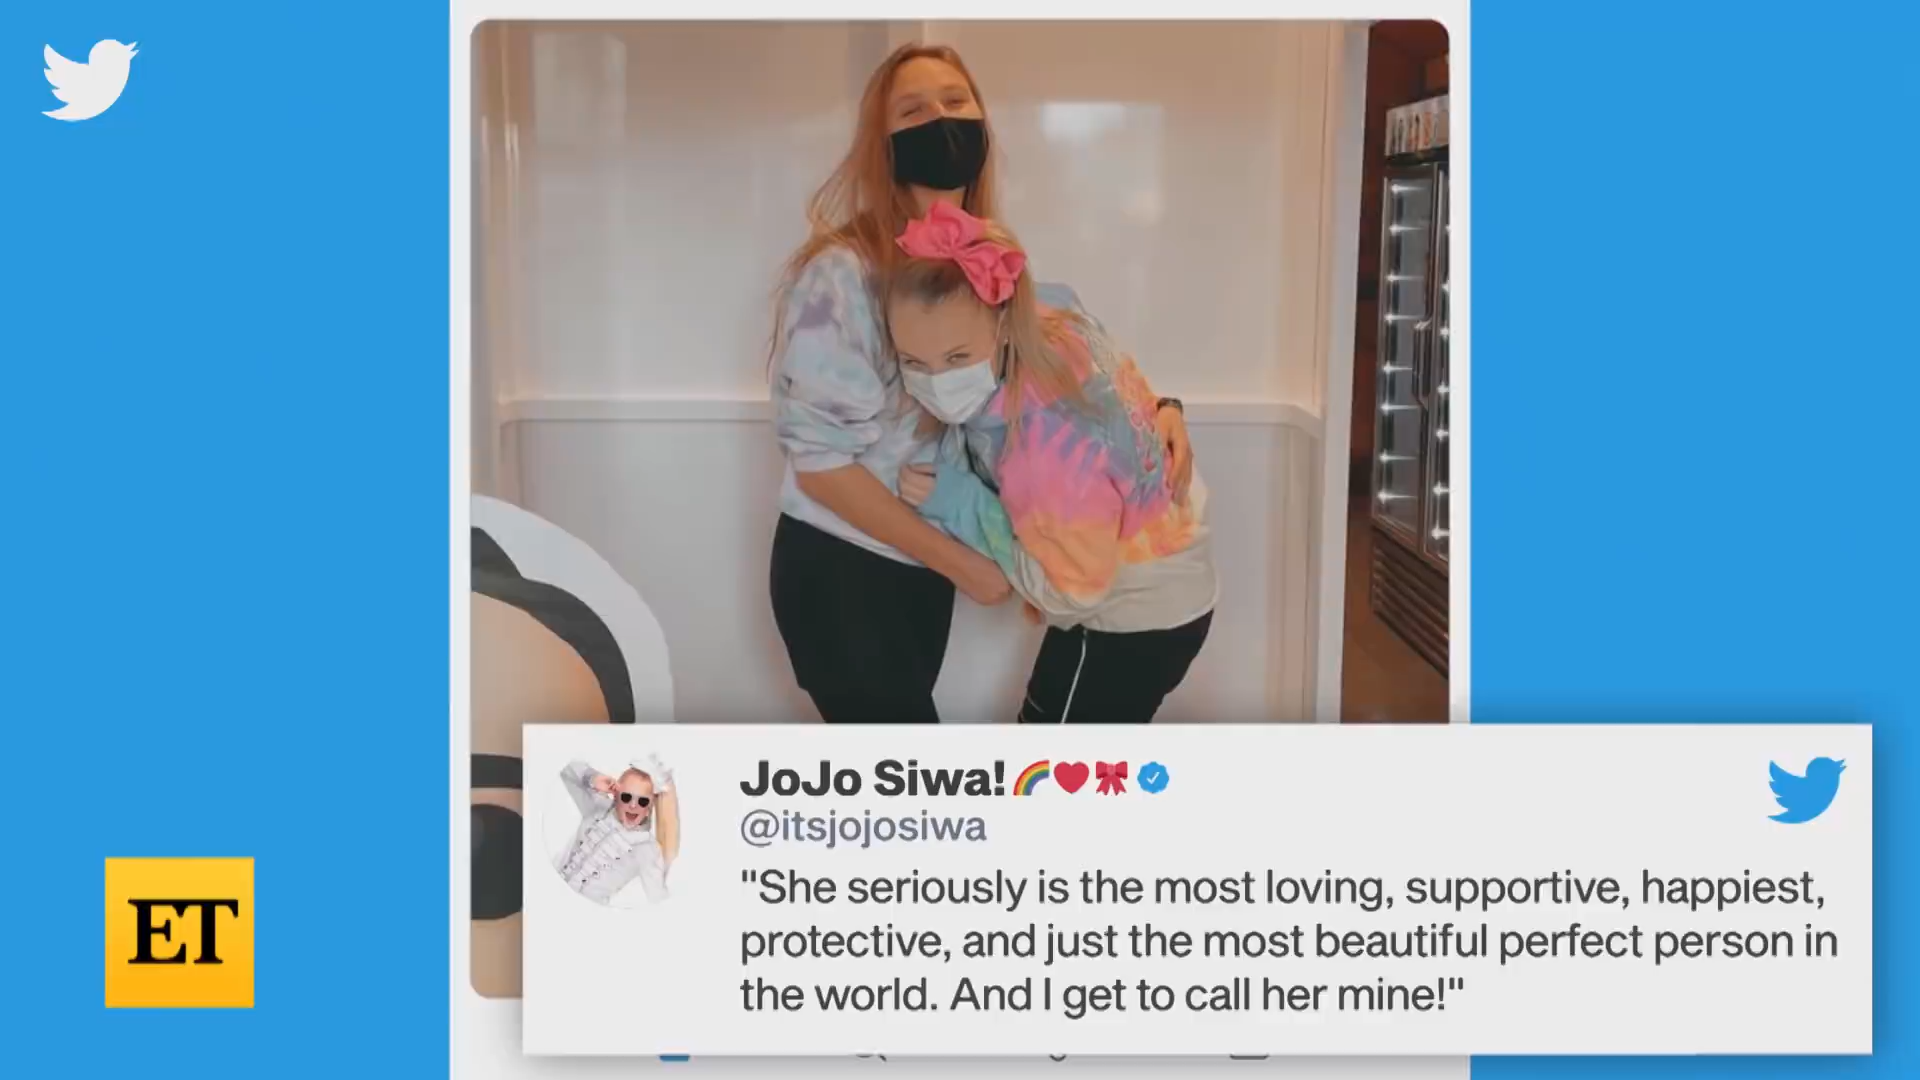 JoJo Siwa!🌈❤️🎀
@itsjojosiwa
"She seriously is the most loving, supportive, happiest,
protective, and just the most beautiful perfect person in
the world. And I get to call her mine!"
ET